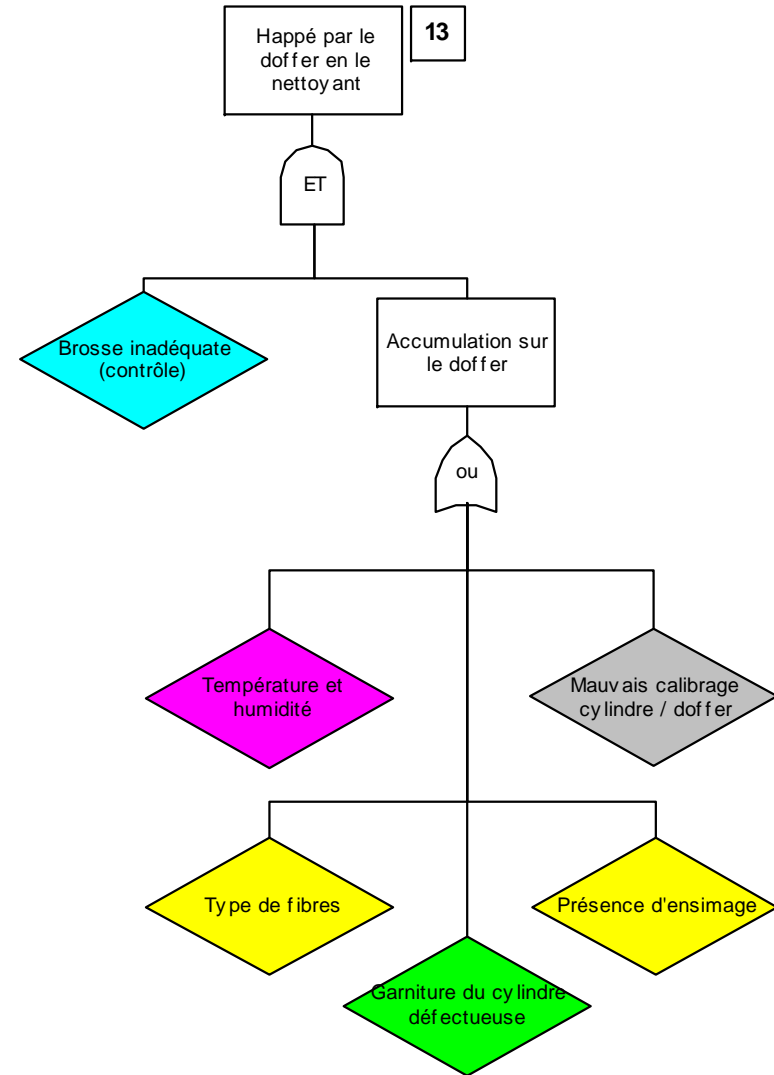 Happé par le
doffer en le
nettoyant
13
ET
Brosse inadéquate
(contrôle)
Accumulation sur
le doffer
ou
Température et
humidité
Mauvais calibrage
cylindre / doffer
Type de fibres
Présence d'ensimage
Garniture du cylindre
défectueuse